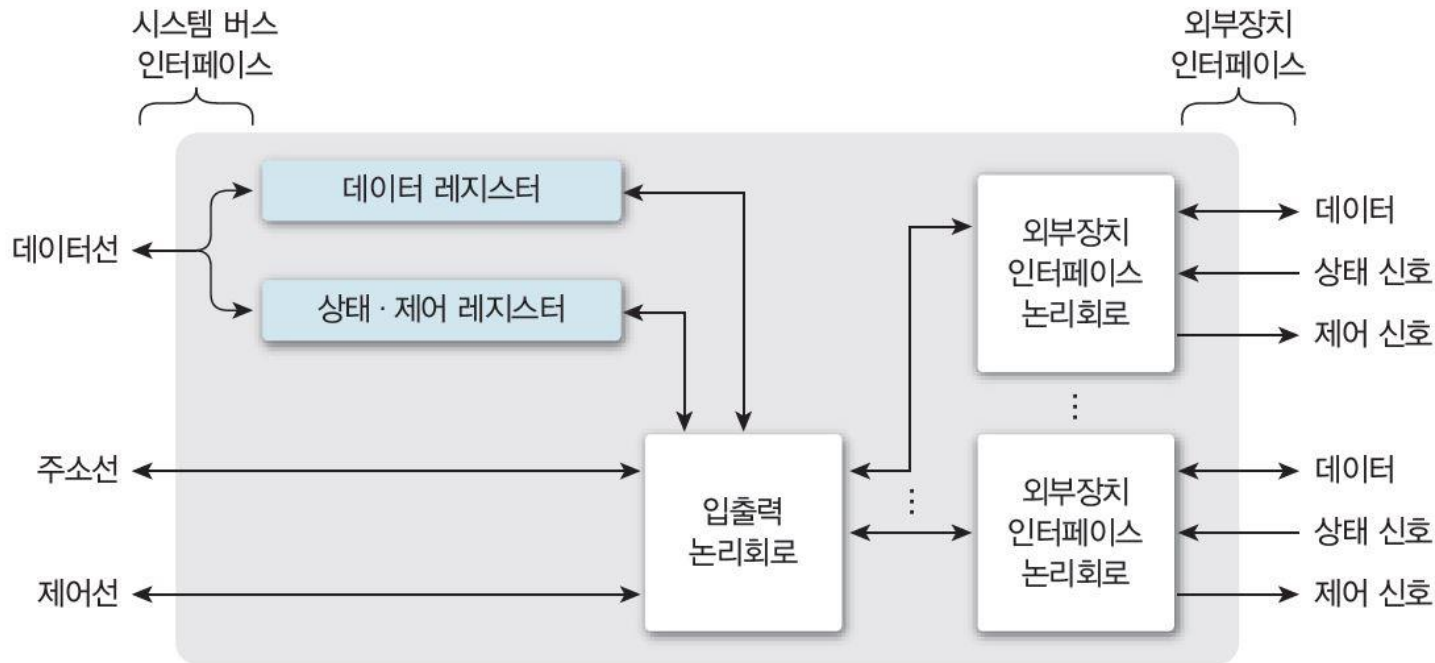 시스템 버스
인터페이스
외부장치
인터페이스
데이터 레지스터
데이터선
상태 · 제어 레지스터
외부장치
인터페이스
논리회로
데이터
상태 신호
제어 신호
주소선
제어선
입출력
논리회로
외부장치
인터페이스
논리회로
데이터
상태 신호
제어 신호